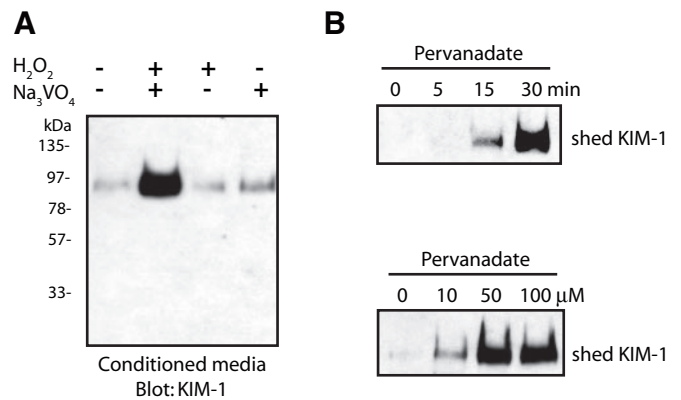 A
H2O2 - + + -
Na3VO4 - + - +
kDa
135-
97-
78-
57-
33-
Conditioned media
Blot: KIM-1
B
Pervanadate
0 5 15 30 min
shed KIM-1
Pervanadate
0 10 50 100 µM
shed KIM-1